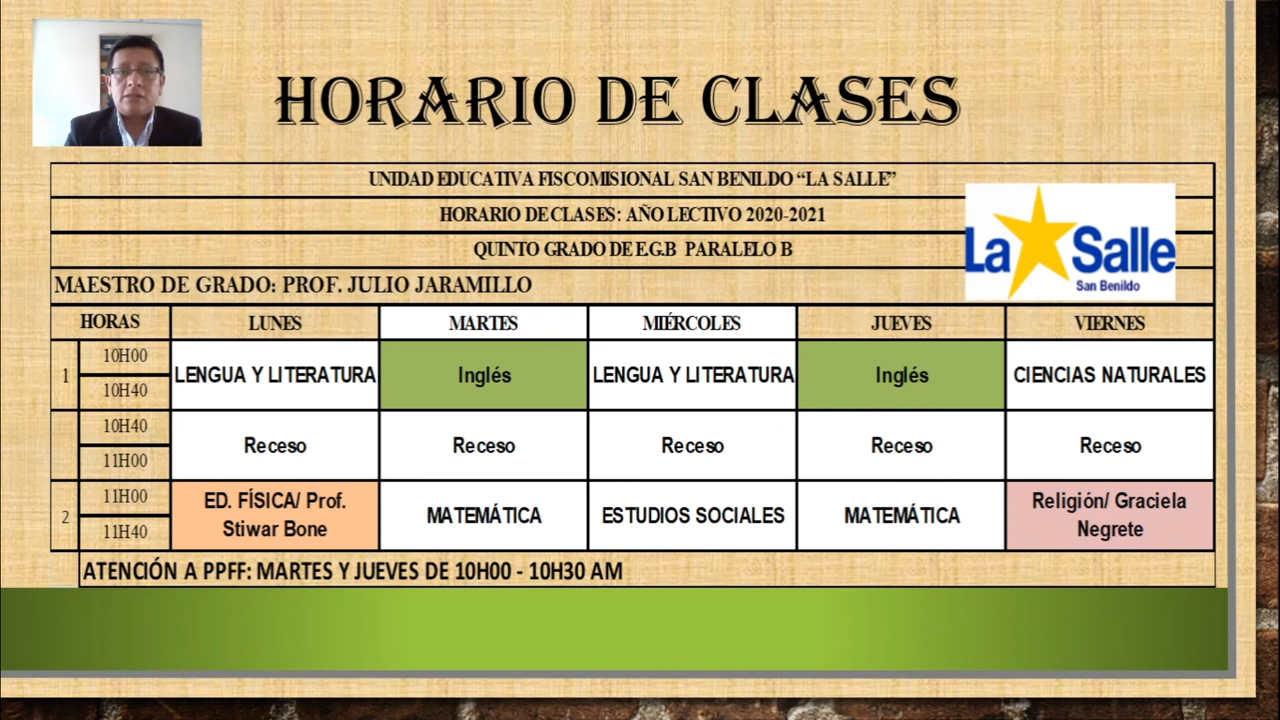 HORARIO DE CLASES
UNIDAD EDUCATIVA FISCOMISIONAL SAN BENILDO “LA SALLE”
HORARIO DE CLASES: AÑO LECTIVO 2020-2021
QUINTO GRADO DE E.G.B PARALELO B
La Salle
San Benildo
MAESTRO DE GRADO: PROF. JULIO JARAMILLO
HORAS LUNES MARTES MIÉRCOLES JUEVES VIERNES
1
10H00
10H40
LENGUA Y LITERATURA Inglés LENGUA Y LITERATURA Inglés CIENCIAS NATURALES
10H40
11H00
Receso Receso Receso Receso Receso
2
11H00
11H40
ED. FÍSICA/ Prof.
Stiwar Bone
MATEMÁTICA ESTUDIOS SOCIALES MATEMÁTICA
Religión/ Graciela
Negrete
ATENCIÓN A PPFF: MARTES Y JUEVES DE 10H00 - 10H30 AM